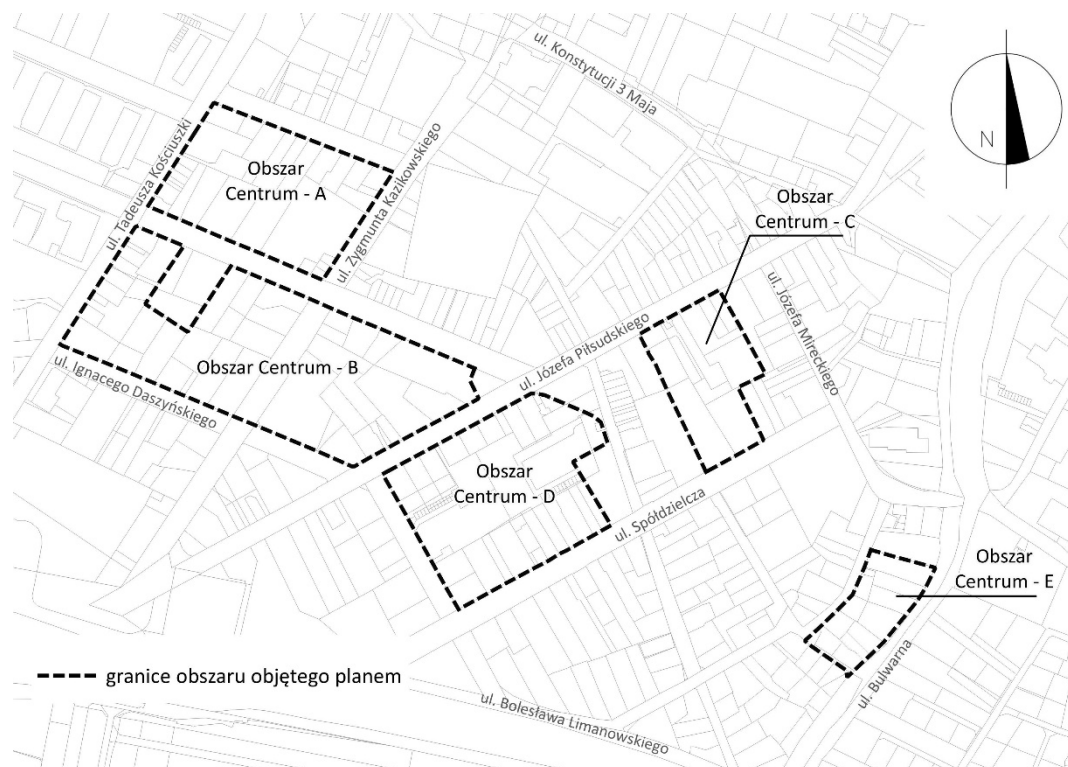 ul. Konstytucji 3 Maja
N
ul. Tadeusza Kościuszki
Obszar
Centrum - A
ul. Zygmunta Kazikowskiego
Obszar
Centrum - C
ul. Józefa Mireckiego
ul. Józefa Piłsudskiego
Obszar Centrum - B
ul. Ignacego Daszyńskiego
Obszar
Centrum - D
ul. Spółdzielcza
Obszar
Centrum - E
ul. Bulwarna
granice obszaru objętego planem
ul. Bolesława Limanowskiego